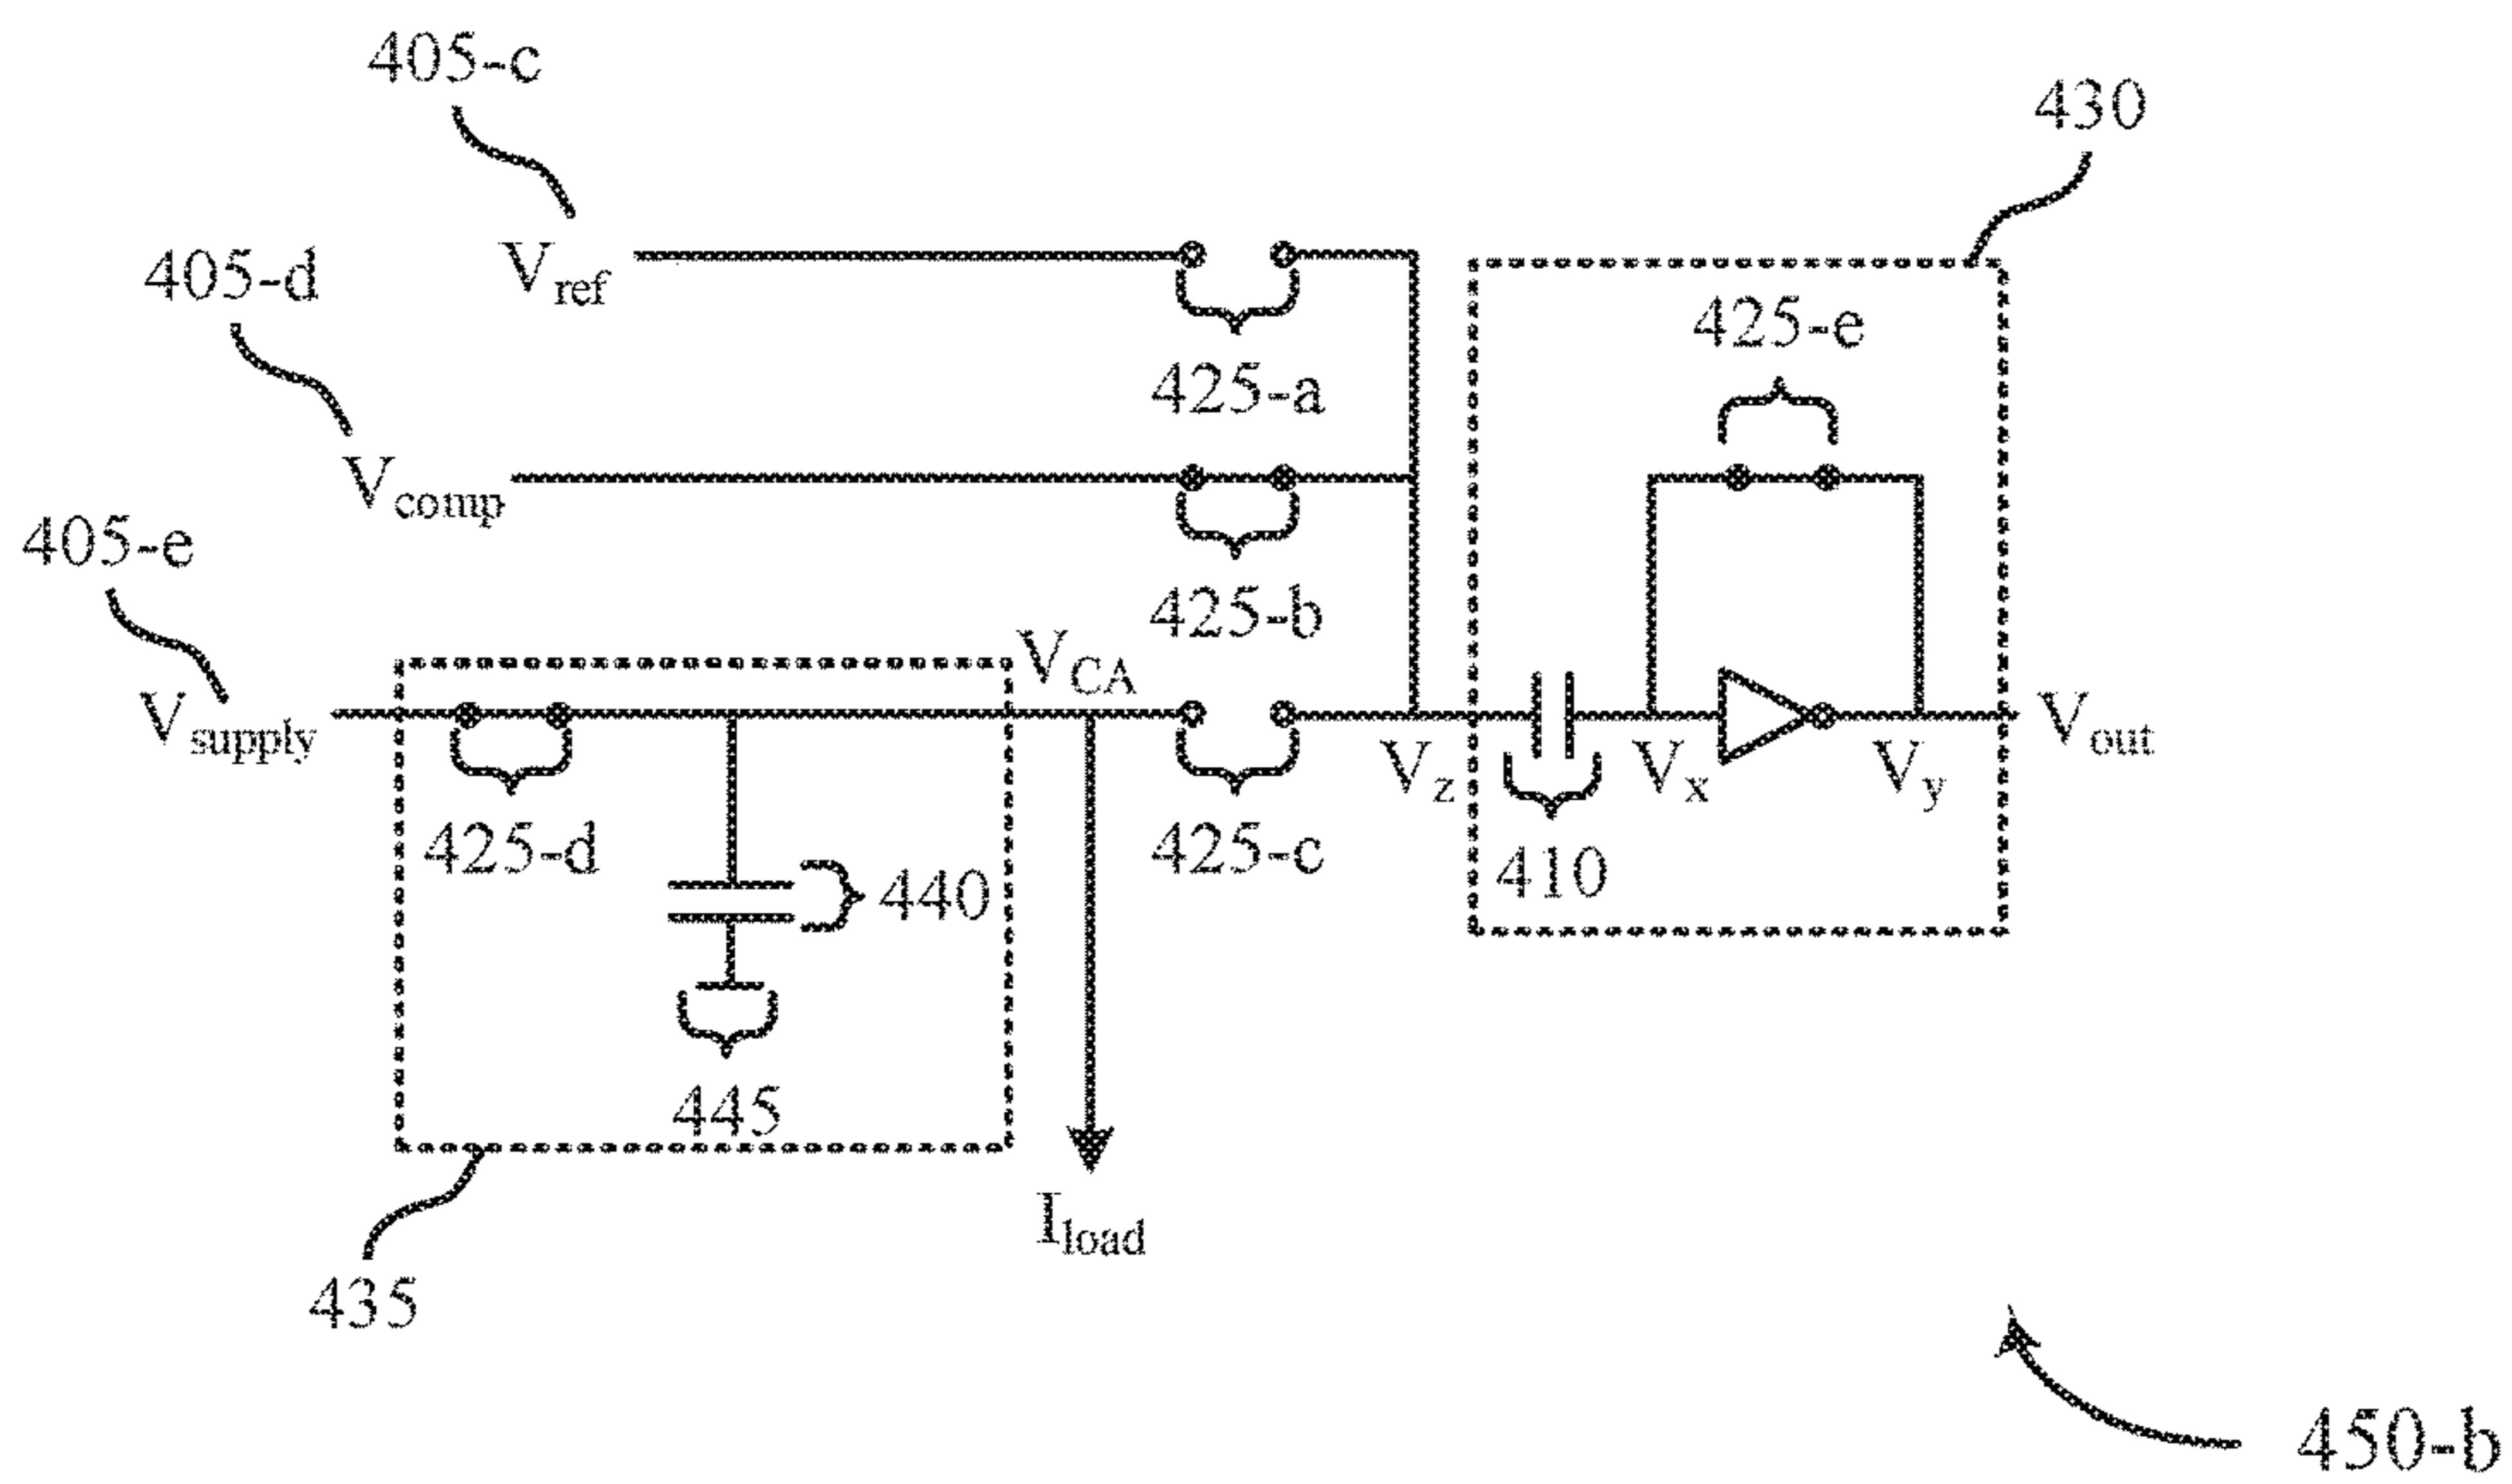 405-c
430
405-d
Vref
425-e
425-a
405-e
Vcomp
425-b
VCA
Vsupply
Vout
Vz
Vx
Vy
425-d
425-c
410
440
445
Iload
435
450-b